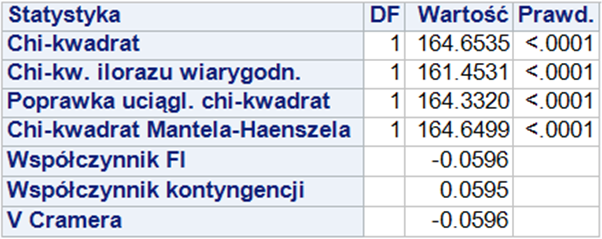 Statystyka DF Wartość Prawd.
Chi-kwadrat 1 164.6535 <.0001
Chi-kw. ilorazu wiarygodn. 1 161.4531 <.0001
Poprawka uciągl. chi-kwadrat 1 164.3320 <.0001
Chi-kwadrat Mantela-Haenszela 1 164.6499 <.0001
Współczynnik FI -0.0596
Współczynnik kontyngencji 0.0595
V Cramera -0.0596